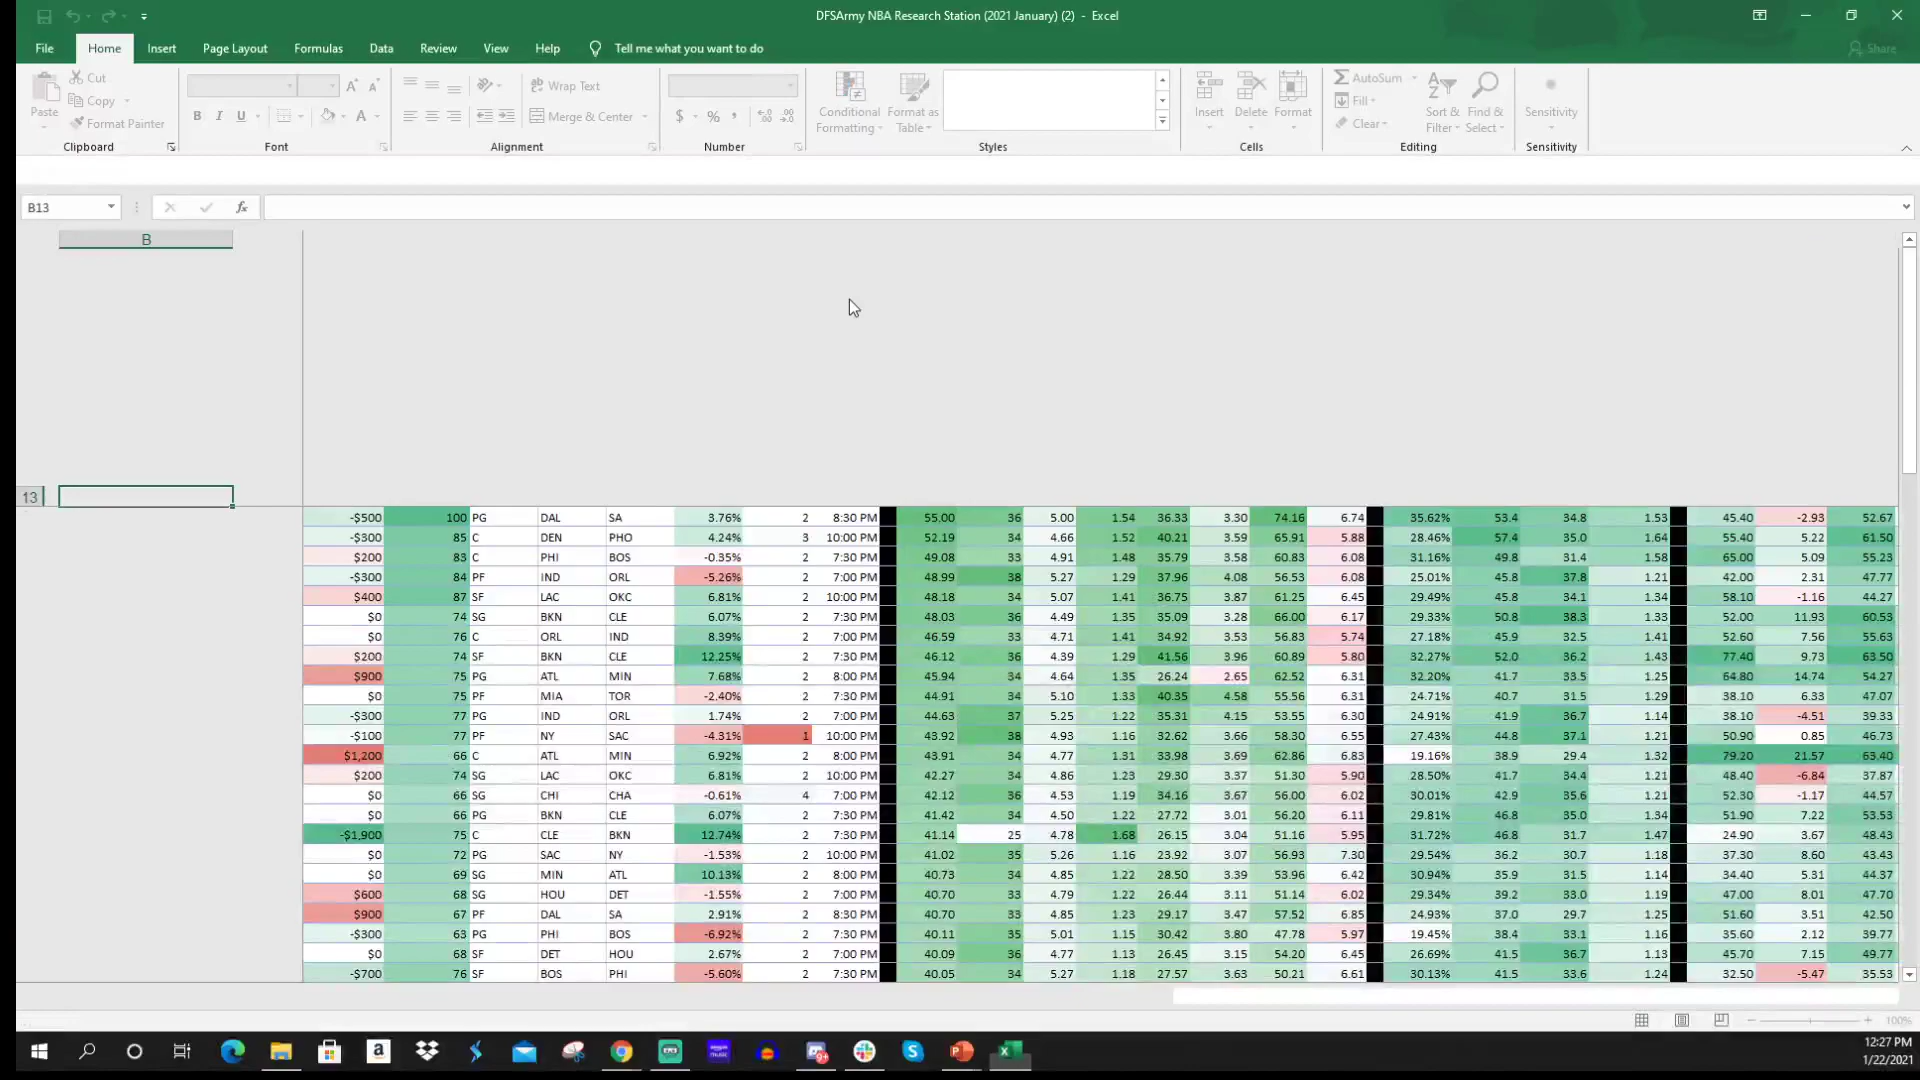 DFSArmy NBA Research Station (2021 January) (2) - Excel
File Home Insert Page Layout Formulas Data Review View Help Tell me what you want to do Share
Paste Cut Copy Format Painter Clipboard
B I U A Font
Wrap Text Merge & Center Alignment
$ % , Number
Conditional Formatting Format as Table Styles
Insert Delete Format Cells
AutoSum Fill Clear Sort & Filter Find & Select Editing
Sensitivity Sensitivity
B13 fx
B
13
-$500 100 PG DAL SA 3.76% 2 8:30 PM 55.00 36 5.00 1.54 36.33 3.30 74.16 6.74 35.62% 53.4 34.8 1.53 45.40 -2.93 52.67
-$300 85 C DEN PHO 4.24% 3 10:00 PM 52.19 34 4.66 1.52 40.21 3.59 65.91 5.88 28.46% 57.4 35.0 1.64 55.40 5.22 61.50
$200 83 C PHI BOS -0.35% 2 7:30 PM 49.08 33 4.91 1.48 35.79 3.58 60.83 6.08 31.16% 49.8 31.4 1.58 65.00 5.09 55.23
-$300 84 PF IND ORL -5.26% 2 7:00 PM 48.99 38 5.27 1.29 37.96 4.08 56.53 6.08 25.01% 45.8 37.8 1.21 42.00 2.31 47.77
$400 87 SF LAC OKC 6.81% 2 10:00 PM 48.18 34 5.07 1.41 36.75 3.87 61.25 6.45 29.49% 45.8 34.1 1.34 58.10 -1.16 44.27
$0 74 SG BKN CLE 6.07% 2 7:30 PM 48.03 36 4.49 1.35 35.09 3.28 66.00 6.17 29.33% 50.8 38.3 1.33 52.00 11.93 60.53
$0 76 C ORL IND 8.39% 2 7:00 PM 46.59 33 4.71 1.41 34.92 3.53 56.83 5.74 27.18% 45.9 32.5 1.41 52.60 7.56 55.63
$200 74 SF BKN CLE 12.25% 2 7:30 PM 46.12 36 4.39 1.29 41.56 3.96 60.89 5.80 32.27% 52.0 36.2 1.43 77.40 9.73 63.50
$900 75 PG ATL MIN 7.68% 2 8:00 PM 45.94 34 4.64 1.35 26.24 2.65 62.52 6.31 32.20% 41.7 33.5 1.25 64.80 14.74 54.27
$0 75 PF MIA TOR -2.40% 2 7:30 PM 44.91 34 5.10 1.33 40.35 4.58 55.56 6.31 24.71% 40.7 31.5 1.29 38.10 6.33 47.07
-$300 77 PG IND ORL 1.74% 2 7:00 PM 44.63 37 5.25 1.22 35.31 4.15 53.55 6.30 24.91% 41.9 36.7 1.14 38.10 -4.51 39.33
-$100 77 PF NY SAC -4.31% 1 10:00 PM 43.92 38 4.93 1.16 32.62 3.66 58.30 6.55 27.43% 44.8 37.1 1.21 50.90 0.85 46.73
$1,200 66 C ATL MIN 6.92% 2 8:00 PM 43.91 34 4.77 1.31 33.98 3.69 62.86 6.83 19.16% 38.9 29.4 1.32 79.20 21.57 63.40
$200 74 SG LAC OKC 6.81% 2 10:00 PM 42.27 34 4.86 1.23 29.30 3.37 51.30 5.90 28.50% 41.7 34.4 1.21 48.40 -6.84 37.87
$0 66 SG CHI CHA -0.61% 4 7:00 PM 42.12 36 4.53 1.19 34.16 3.67 56.00 6.02 30.01% 42.9 35.6 1.21 52.30 -1.17 44.57
$0 66 PG BKN CLE 6.07% 2 7:30 PM 41.42 34 4.50 1.22 27.72 3.01 56.20 6.11 29.81% 46.8 35.0 1.34 51.90 7.22 53.53
-$1,900 75 C CLE BKN 12.74% 2 7:30 PM 41.14 25 4.78 1.68 26.15 3.04 51.16 5.95 31.72% 46.8 31.7 1.47 24.90 3.67 48.43
$0 72 PG SAC NY -1.53% 2 10:00 PM 41.02 35 5.26 1.16 23.92 3.07 56.93 7.30 29.54% 36.2 30.7 1.18 37.30 8.60 43.43
$0 69 SG MIN ATL 10.13% 2 8:00 PM 40.73 34 4.85 1.22 28.50 3.39 53.96 6.42 30.94% 35.9 31.5 1.14 34.40 5.31 44.37
$600 68 SG HOU DET -1.55% 2 7:00 PM 40.70 33 4.79 1.22 26.44 3.11 51.14 6.02 29.34% 39.2 33.0 1.19 47.00 8.01 47.70
$900 67 PF DAL SA 2.91% 2 8:30 PM 40.70 33 4.85 1.23 29.17 3.47 57.52 6.85 24.93% 37.0 29.7 1.25 51.60 3.51 42.50
-$300 63 PG PHI BOS -6.92% 2 7:30 PM 40.11 35 5.01 1.15 30.42 3.80 47.78 5.97 19.45% 38.4 33.1 1.16 35.60 2.12 39.77
$0 68 SF DET HOU 2.67% 2 7:00 PM 40.09 36 4.77 1.13 26.45 3.15 54.20 6.45 26.69% 41.5 36.7 1.13 45.70 7.15 49.77
-$700 76 SF BOS PHI -5.60% 2 7:30 PM 40.05 34 5.27 1.18 27.57 3.63 50.21 6.61 30.13% 41.5 33.6 1.24 32.50 -5.47 35.53
100%
12:27 PM
1/22/2021